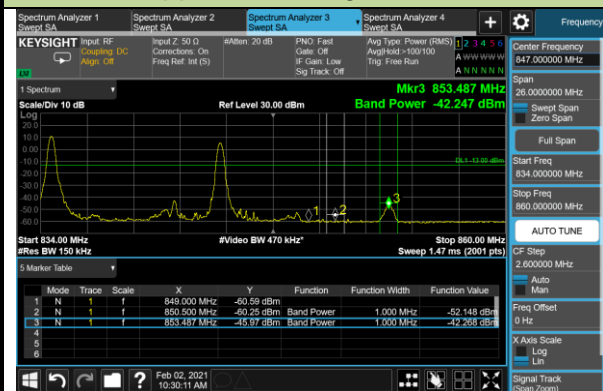 Spectrum Analyzer 1
Swept SA
Spectrum Analyzer 2
Swept SA
Spectrum Analyzer 3
Swept SA
Spectrum Analyzer 4
Swept SA
+
Frequency
KEYSIGHT
Input: RF
Coupling: DC
Align: Off
Input Z: 50 Ω
Corrections: On
Freq Ref: Int (S)
#Atten: 20 dB
PNO: Fast
Gate: Off
IF Gain: Low
Sig Track: Off
Avg Type: Power (RMS)
Avg|Hold:>100/100
Trig: Free Run
1 2 3 4 5 6
A W W W W W
A N N N N N
1 Spectrum
Scale/Div 10 dB
Log
Ref Level 30.00 dBm
Mkr3 853.487 MHz
Band Power -42.247 dBm
20.0
10.0
0.00
-10.0
-20.0
-30.0
-40.0
-50.0
-60.0
DL1 -13.00 dBm
1
2
3
Start 834.00 MHz
#Res BW 150 kHz
#Video BW 470 kHz*
Stop 860.00 MHz
Sweep 1.47 ms (2001 pts)
5 Marker Table
Mode Trace Scale X Y Function Function Width Function Value
1 N 1 f 849.000 MHz -60.59 dBm
2 N 1 f 850.500 MHz -60.25 dBm Band Power 1.000 MHz -52.148 dBm
3 N 1 f 853.487 MHz -45.97 dBm Band Power 1.000 MHz -42.268 dBm
4
5
6
Feb 02, 2021
10:30:11 AM
Center Frequency
847.000000 MHz
Span
26.0000000 MHz
Swept Span
Zero Span
Full Span
Start Freq
834.000000 MHz
Stop Freq
860.000000 MHz
AUTO TUNE
CF Step
2.600000 MHz
Auto
Man
Freq Offset
0 Hz
X Axis Scale
Log
Lin
Signal Track
(Span Zoom)